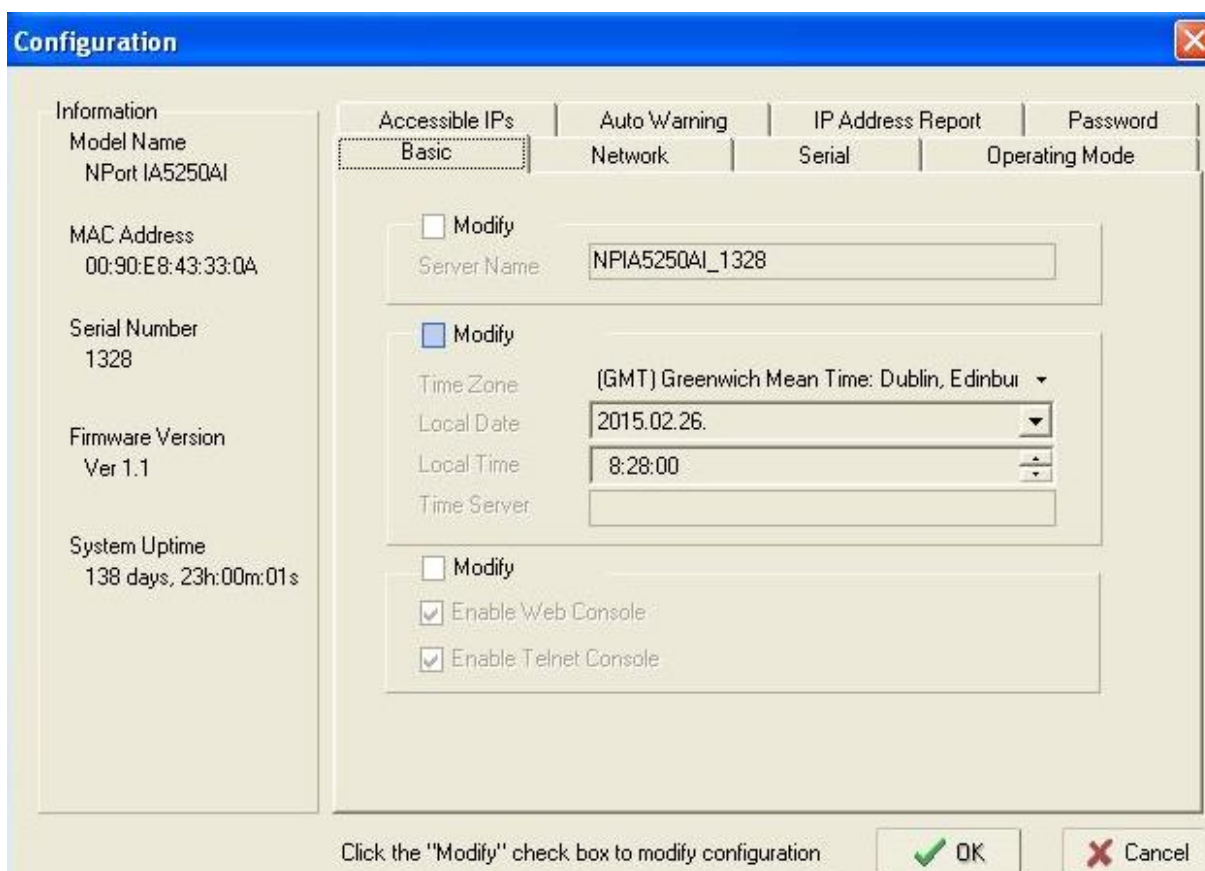 Configuration
Information
Model Name
NPort IA5250AI
MAC Address
00:90:E8:43:33:0A
Serial Number
1328
Firmware Version
Ver 1.1
System Uptime
138 days, 23h:00m:01s
Accessible IPs Auto Warning IP Address Report Password
Basic Network Serial Operating Mode
Modify
Server Name NPIA5250AI_1328
Modify
Time Zone (GMT) Greenwich Mean Time: Dublin, Edinbu
Local Date 2015.02.26.
Local Time 8:28:00
Time Server
Modify
Enable Web Console
Enable Telnet Console
Click the "Modify" check box to modify configuration OK Cancel